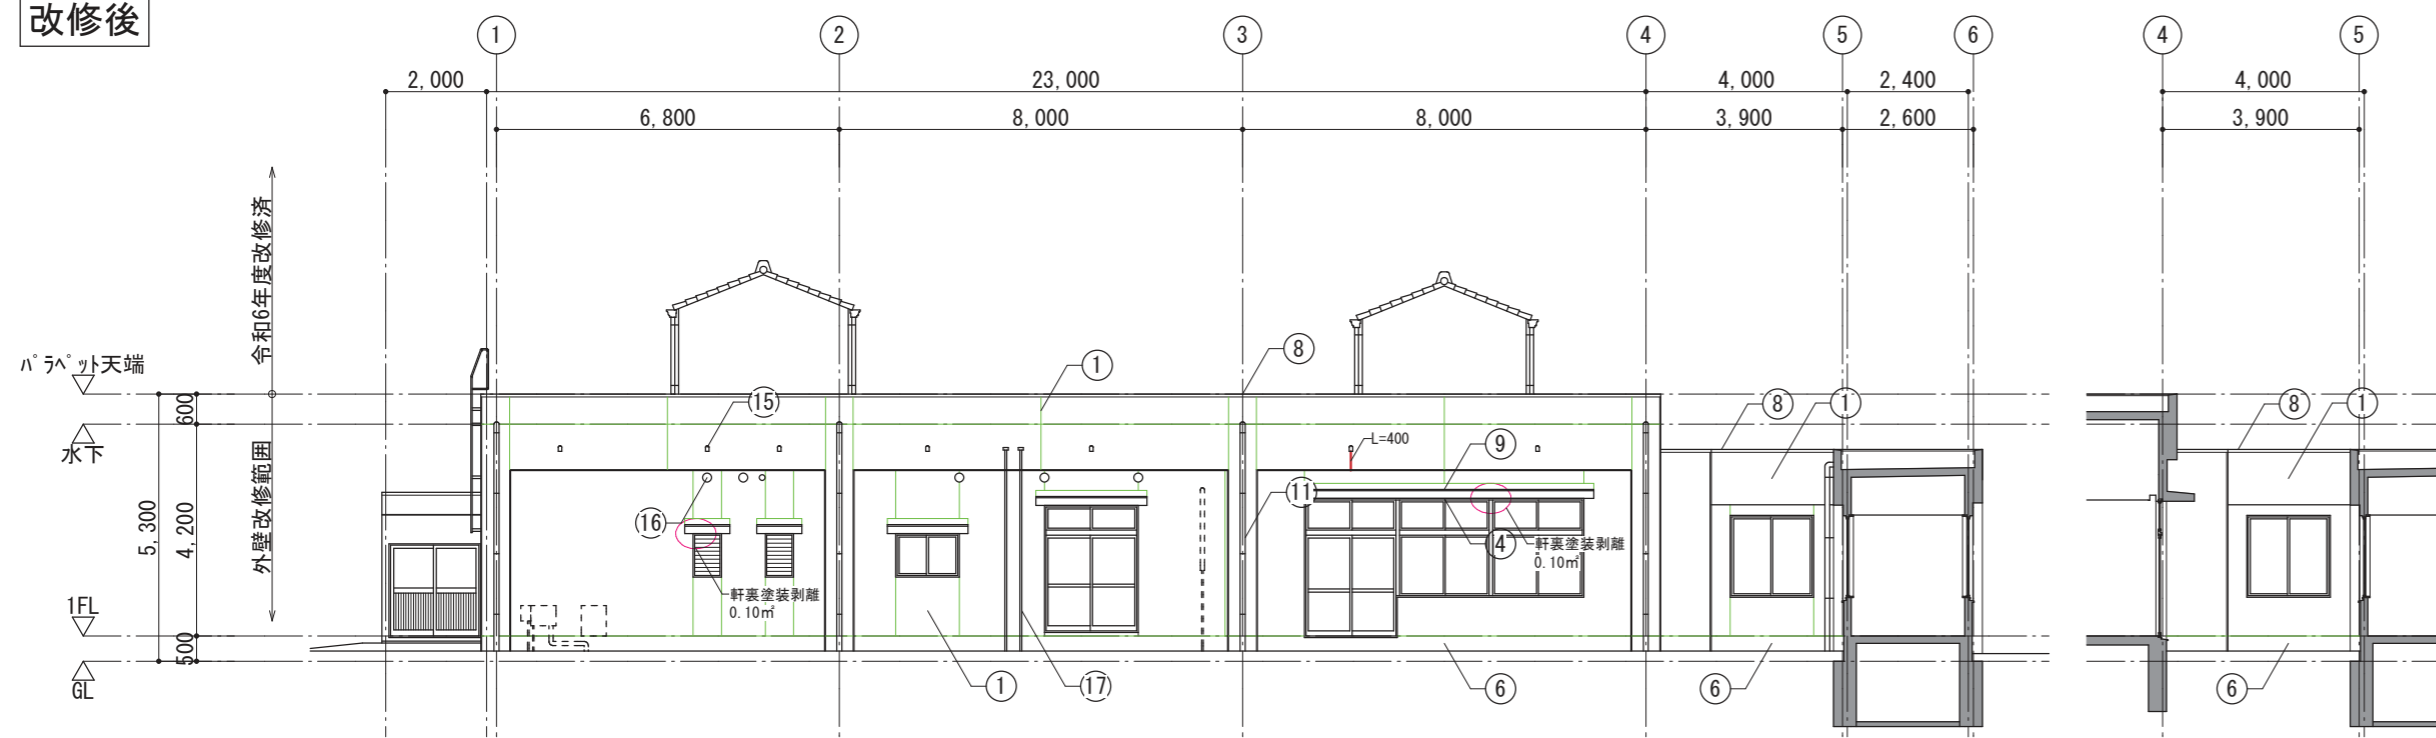 改修後
1 2 3 4 5 6 4 5
2,000 23,000 4,000 2,400 4,000
6,800 8,000 8,000 3,900 2,600 3,900
令和6年度改修済
外壁改修範囲
パラペット天端
水下
1FL
GL
600
4,200
500
5,300
8
1
15
8
1
8
1
L=400
9
11
16
4
軒裏塗装剥離
0.10㎡
軒裏塗装剥離
0.10㎡
1
17
6
6
6